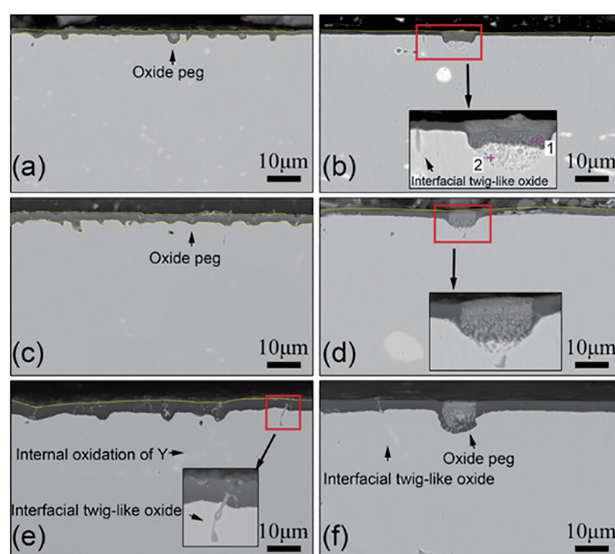 Oxide peg
(a)
10μm
1
2
Interfacial twig-like oxide
(b)
10μm
Oxide peg
(c)
10μm
(d)
10μm
Internal oxidation of Y
Interfacial twig-like oxide
(e)
10μm
Oxide peg
Interfacial twig-like oxide
(f)
10μm